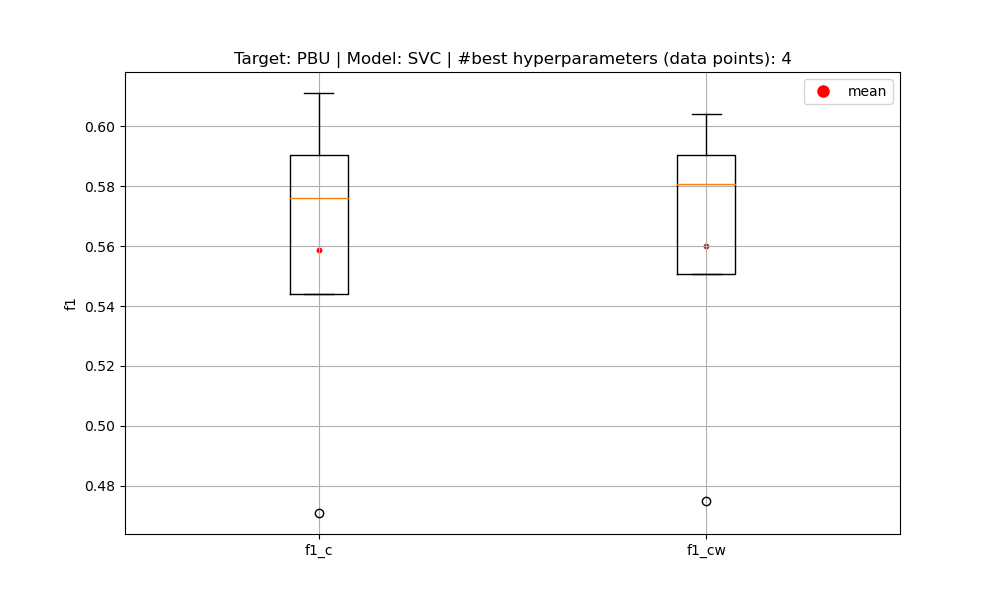 Target: PBU | Model: SVC | #best hyperparameters (data points): 4
mean
0.60
0.58
0.56
0.54
0.52
0.50
0.48
f1
f1_c
f1_cw